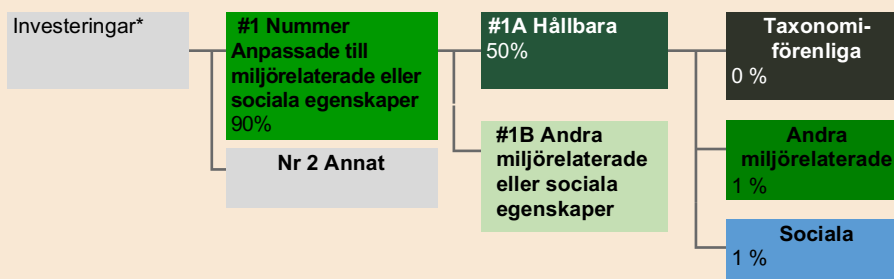 Investeringar*
#1 Nummer
Anpassade till
miljörelaterade eller
sociala egenskaper
90%
Nr 2 Annat
#1A Hållbara
50%
#1B Andra
miljörelaterade
eller sociala
egenskaper
Taxonomi-
förenliga
0 %
Andra
miljörelaterade
1 %
Sociala
1 %